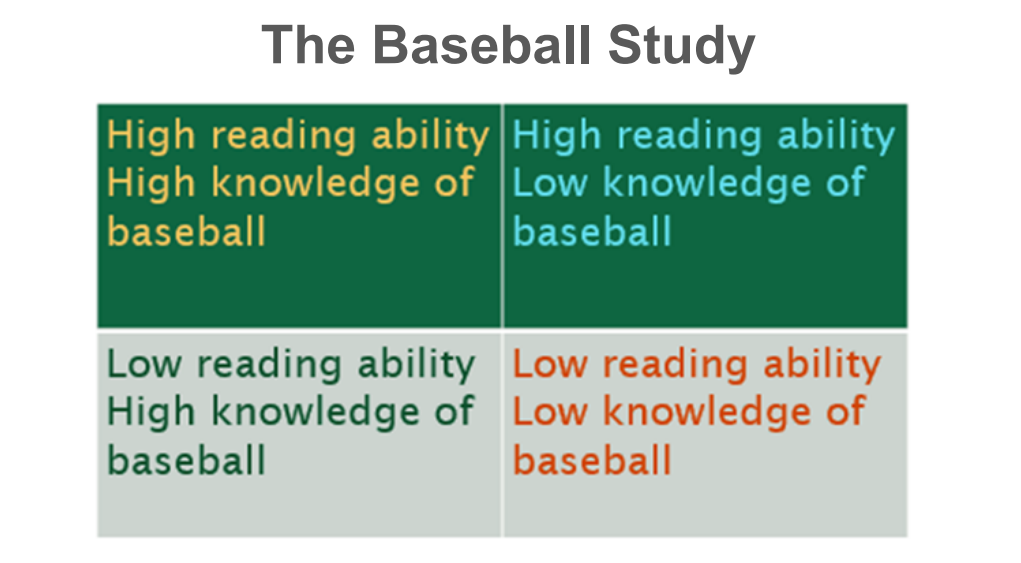 The Baseball Study
High reading ability
High knowledge of
baseball
High reading ability
Low knowledge of
baseball
Low reading ability
High knowledge of
baseball
Low reading ability
Low knowledge of
baseball